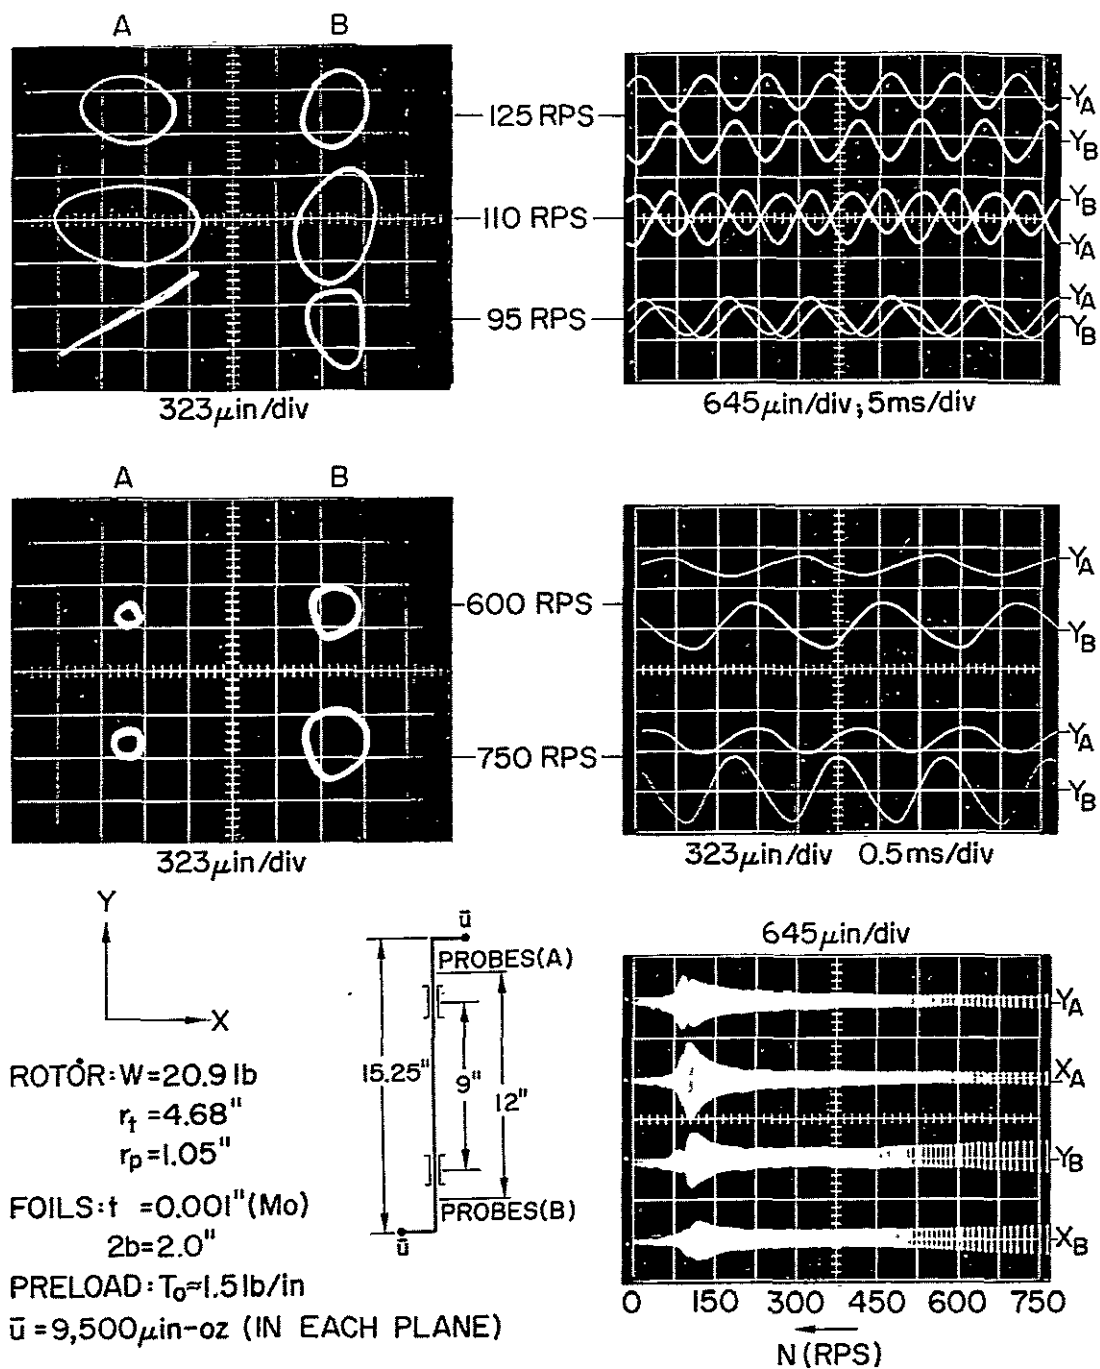 A B
125 RPS
110 RPS
95 RPS
Y_A
Y_B
Y_B
Y_A
Y_A
Y_B
323μin/div
645μin/div; 5ms/div
A B
600 RPS
750 RPS
Y_A
Y_B
Y_A
Y_B
323μin/div
323μin/div 0.5ms/div
Y
X
ROTOR: W=20.9 lb
r_t =4.68"
r_p =1.05"
FOILS: t =0.001" (Mo)
2b=2.0"
PRELOAD: T_o≈1.5 lb/in
ū = 9,500μin-oz (IN EACH PLANE)
ū
PROBES(A)
15.25"
9"
12"
PROBES(B)
ū
645μin/div
Y_A
X_A
Y_B
X_B
0 150 300 450 600 750
← N (RPS)